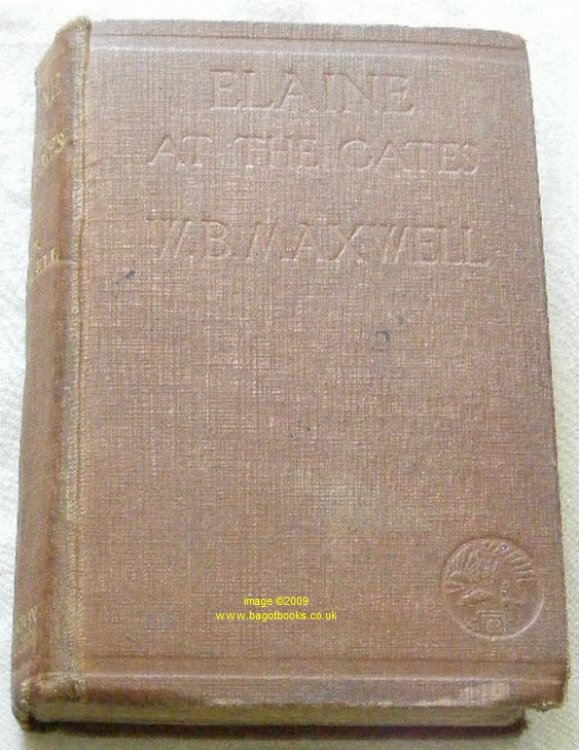 ELAINE
AT THE GATES
W.B. MAXWELL
image ©2009
www.bagotbooks.co.uk